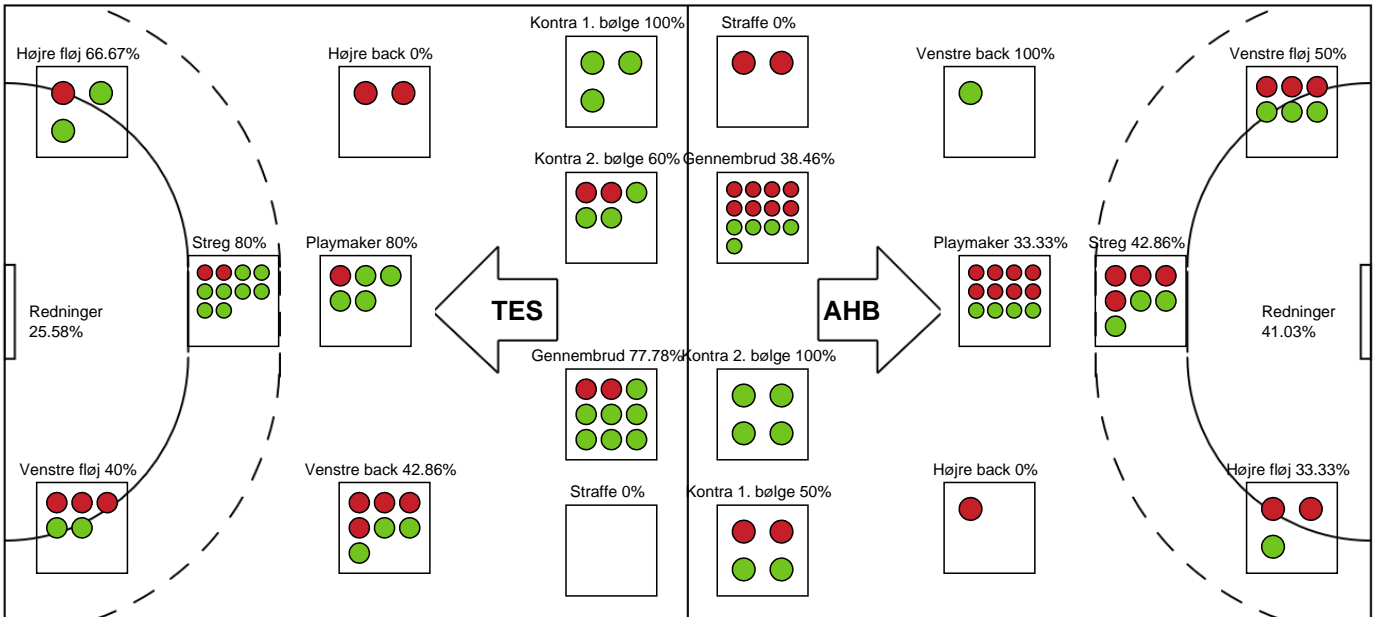 Kontra 1. bølge 100%
Straffe 0%
Højre fløj 66.67%
Højre back 0%
Venstre back 100%
Venstre fløj 50%
Kontra 2. bølge 60%
Gennembrud 38.46%
Streg 80%
Playmaker 80%
Playmaker 33.33%
Streg 42.86%
Redninger
25.58%
TES
AHB
Redninger
41.03%
Gennembrud 77.78%
Kontra 2. bølge 100%
Venstre fløj 40%
Venstre back 42.86%
Højre back 0%
Højre fløj 33.33%
Straffe 0%
Kontra 1. bølge 50%